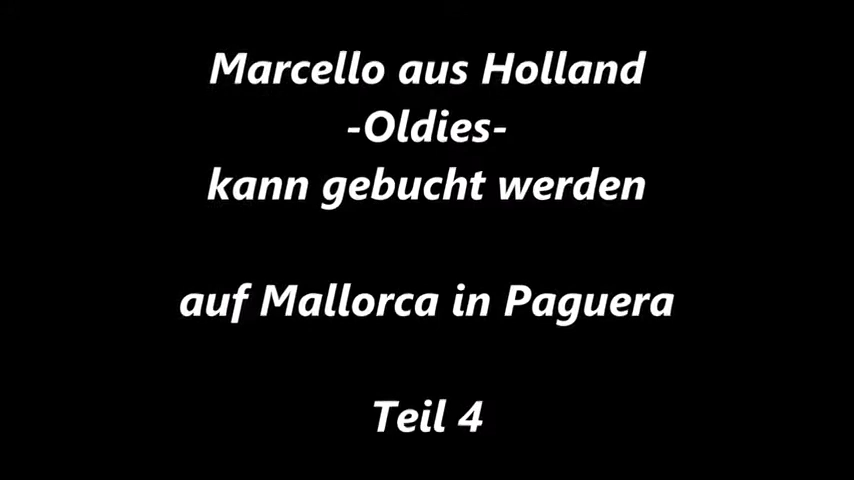 Marcello aus Holland
-Oldies-
kann gebucht werden
auf Mallorca in Paguera
Teil 4